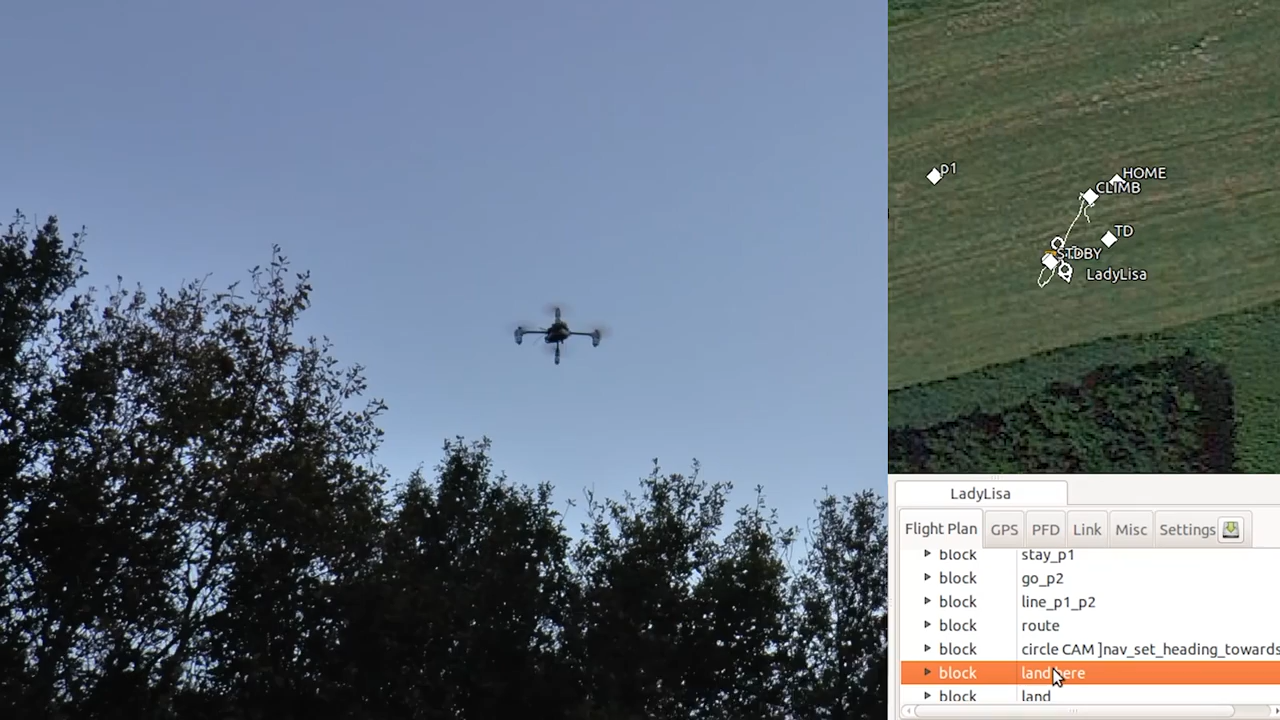 p1
HOME
CLIMB
TD
STDBY
LadyLisa
LadyLisa
Flight Plan GPS PFD Link Misc Settings
block stay_p1
block go_p2
block line_p1_p2
block route
block circle CAM ]nav_set_heading_towards
block land here
block land